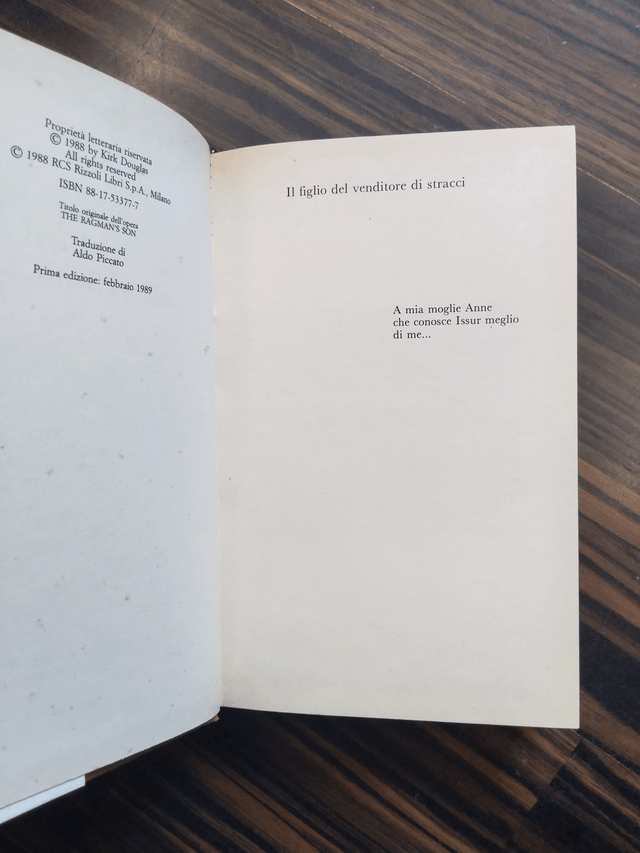 Proprietà letteraria riservata
© 1988 by Kirk Douglas
All rights reserved
© 1988 RCS Rizzoli Libri S.p.A., Milano
ISBN 88-17-53377-7
Titolo originale dell'opera
THE RAGMAN'S SON
Traduzione di
Aldo Piccato
Prima edizione: febbraio 1989
Il figlio del venditore di stracci
A mia moglie Anne
che conosce Issur meglio
di me...